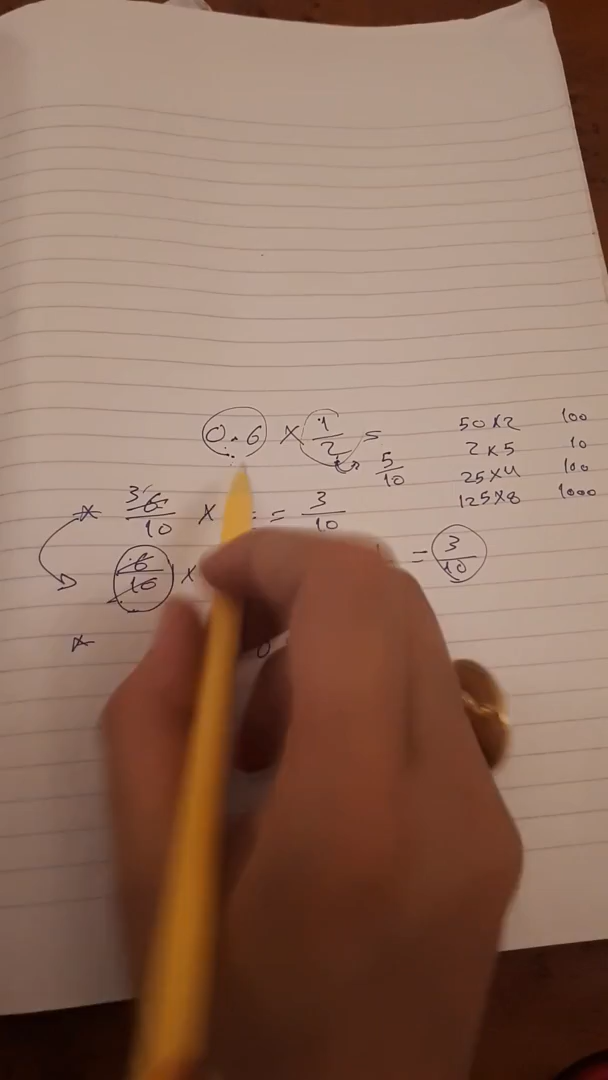 0.6 × 1/2 =
5/10
50×2 100
2×5 10
25×4 100
125×8 1000
3 6/10 × = 3/10
6/10 × = 3/10
0